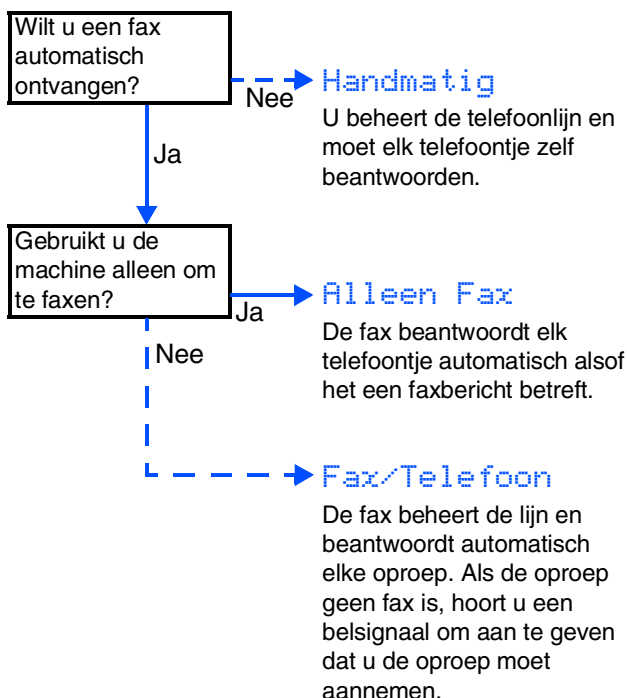 Wilt u een fax
automatisch
ontvangen?
Nee
Handmatig
U beheert de telefoonlijn en
moet elk telefoontje zelf
beantwoorden.
Ja
Gebruikt u de
machine alleen om
te faxen?
Ja
Alleen Fax
De fax beantwoordt elk
telefoontje automatisch alsof
het een faxbericht betreft.
Nee
Fax/Telefoon
De fax beheert de lijn en
beantwoordt automatisch
elke oproep. Als de oproep
geen fax is, hoort u een
belsignaal om aan te geven
dat u de oproep moet
aannemen.